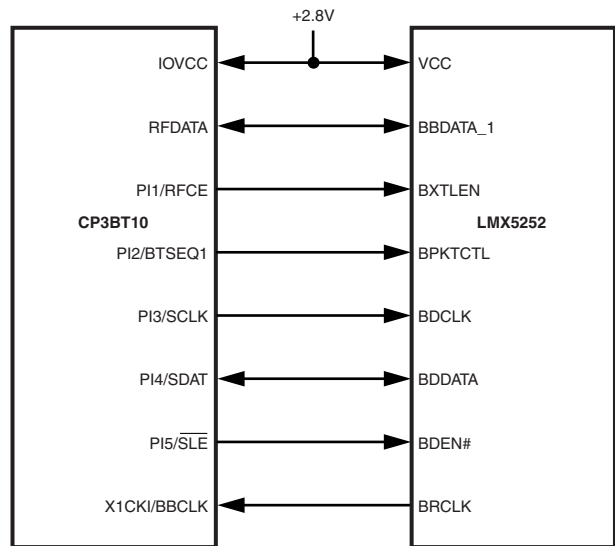 +2.8V
IOVCC VCC
RFDATA BBDATA_1
PI1/RFCE BXTLEN
CP3BT10 LMX5252
PI2/BTSEQ1 BPKTCTL
PI3/SCLK BDCLK
PI4/SDAT BDDATA
PI5/S̅L̅E̅ BDEN#
X1CKI/BBCLK BRCLK